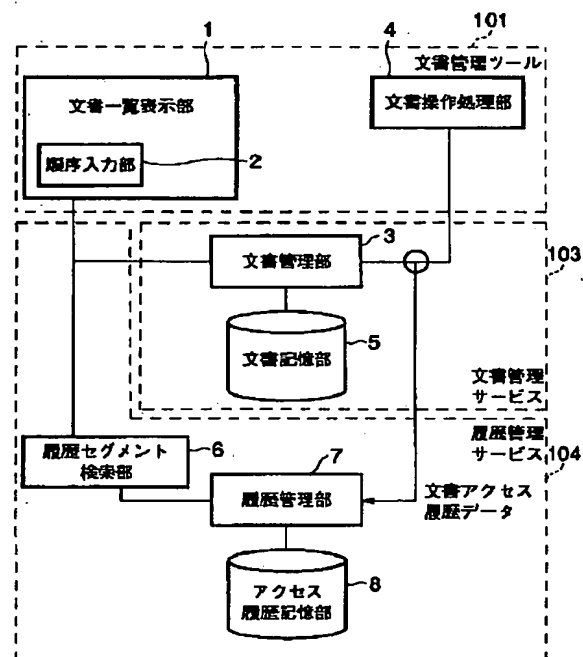 101
1
4
文書管理ツール
文書一覧表示部
文書操作処理部
順序入力部
2
3
文書管理部
103
5
文書記憶部
文書管理
サービス
履歴管理
サービス
104
履歴セグメント
検索部
6
7
履歴管理部
文書アクセス
履歴データ
8
アクセス
履歴記憶部